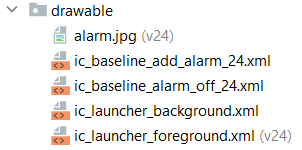 drawable
alarm.jpg (v24)
ic_baseline_add_alarm_24.xml
ic_baseline_alarm_off_24.xml
ic_launcher_background.xml
ic_launcher_foreground.xml (v24)